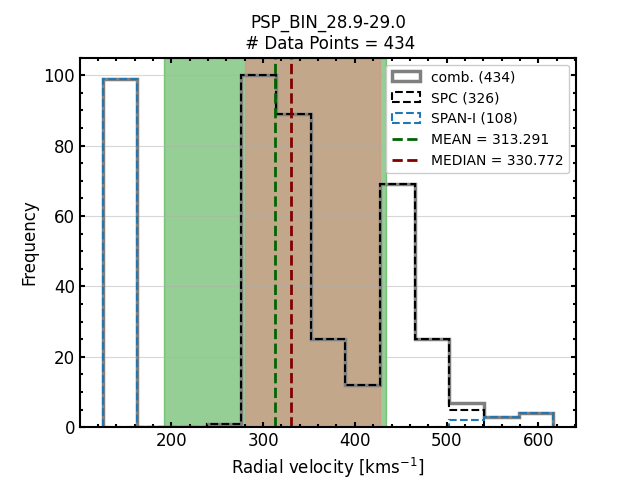 PSP_BIN_28.9-29.0
# Data Points = 434
comb. (434)
SPC (326)
SPAN-I (108)
MEAN = 313.291
MEDIAN = 330.772
Frequency
100
80
60
40
20
0
200
300
400
500
600
Radial velocity [kms⁻¹]